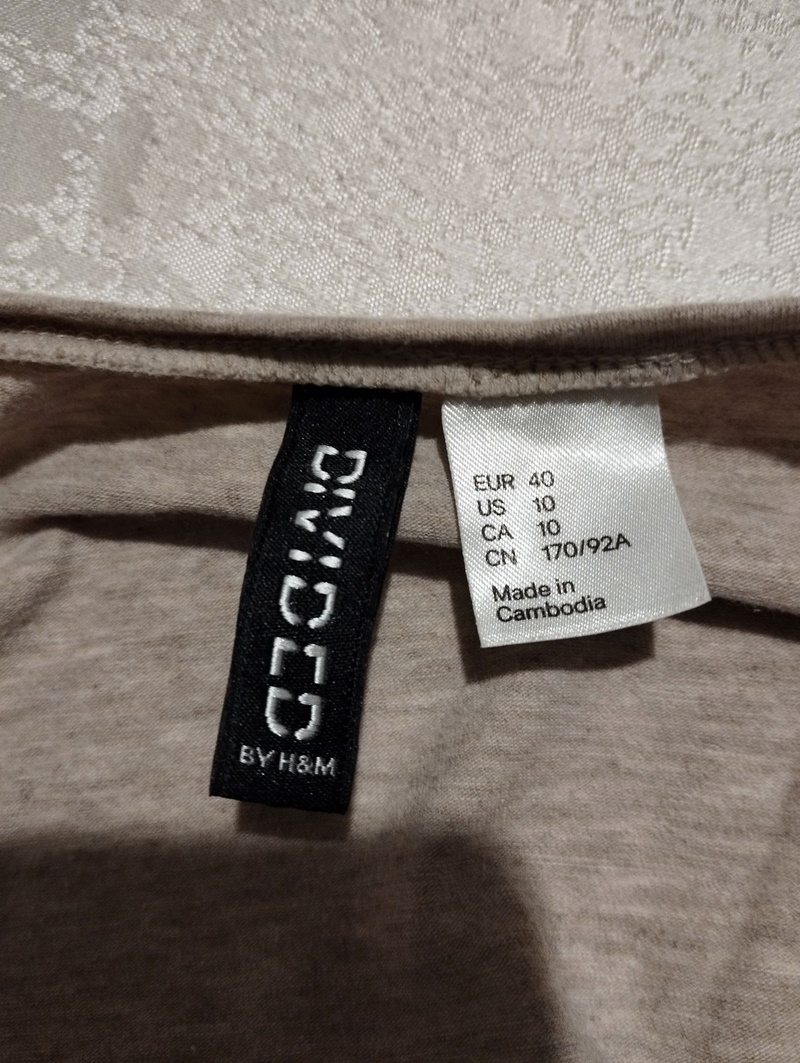 DIVIDED
BY H&M
EUR 40
US 10
CA 10
CN 170/92A
Made in
Cambodia